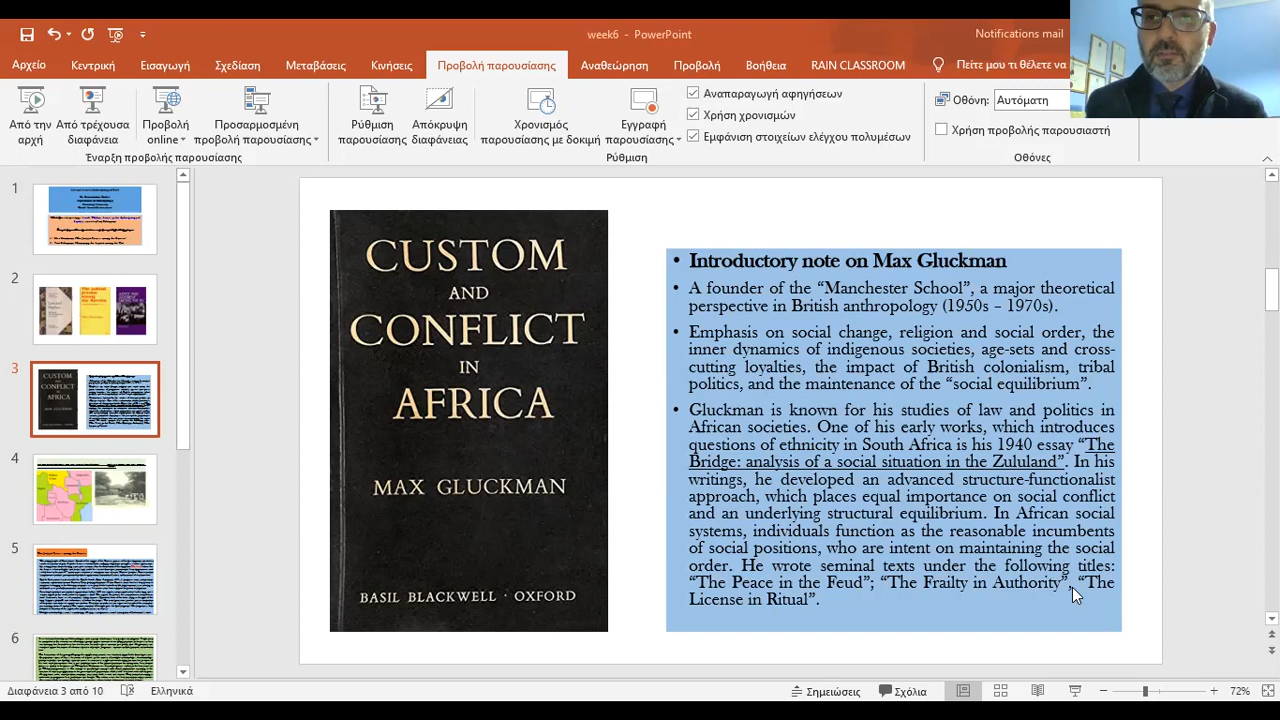 week6 - PowerPoint
Notifications mail
Αρχείο Κεντρική Εισαγωγή Σχεδίαση Μεταβάσεις Κινήσεις Προβολή παρουσίασης Αναθεώρηση Προβολή Βοήθεια RAIN CLASSROOM Πείτε μου τι θέλετε να
Από την αρχή
Από τρέχουσα διαφάνεια
Προβολή online
Προσαρμοσμένη προβολή παρουσίασης
Έναρξη προβολής παρουσίασης
Ρύθμιση παρουσίασης
Απόκρυψη διαφάνειας
Χρονισμός παρουσίασης με δοκιμή
Εγγραφή παρουσίασης
Αναπαραγωγή αφηγήσεων
Χρήση χρονισμών
Εμφάνιση στοιχείων ελέγχου πολυμέσων
Ρύθμιση
Οθόνη: Αυτόματη
Χρήση προβολής παρουσιαστή
Οθόνες
1
2
3
4
5
6
CUSTOM
AND
CONFLICT
IN
AFRICA
MAX GLUCKMAN
BASIL BLACKWELL · OXFORD
• Introductory note on Max Gluckman
• A founder of the “Manchester School”, a major theoretical
perspective in British anthropology (1950s – 1970s).
• Emphasis on social change, religion and social order, the
inner dynamics of indigenous societies, age-sets and cross-
cutting loyalties, the impact of British colonialism, tribal
politics, and the maintenance of the “social equilibrium”.
• Gluckman is known for his studies of law and politics in
African societies. One of his early works, which introduces
questions of ethnicity in South Africa is his 1940 essay “The
Bridge: analysis of a social situation in the Zululand”. In his
writings, he developed an advanced structure-functionalist
approach, which places equal importance on social conflict
and an underlying structural equilibrium. In African social
systems, individuals function as the reasonable incumbents
of social positions, who are intent on maintaining the social
order. He wrote seminal texts under the following titles:
“The Peace in the Feud”; “The Frailty in Authority”, “The
License in Ritual”.
Διαφάνεια 3 από 10 Ελληνικά Σημειώσεις Σχόλια 72%